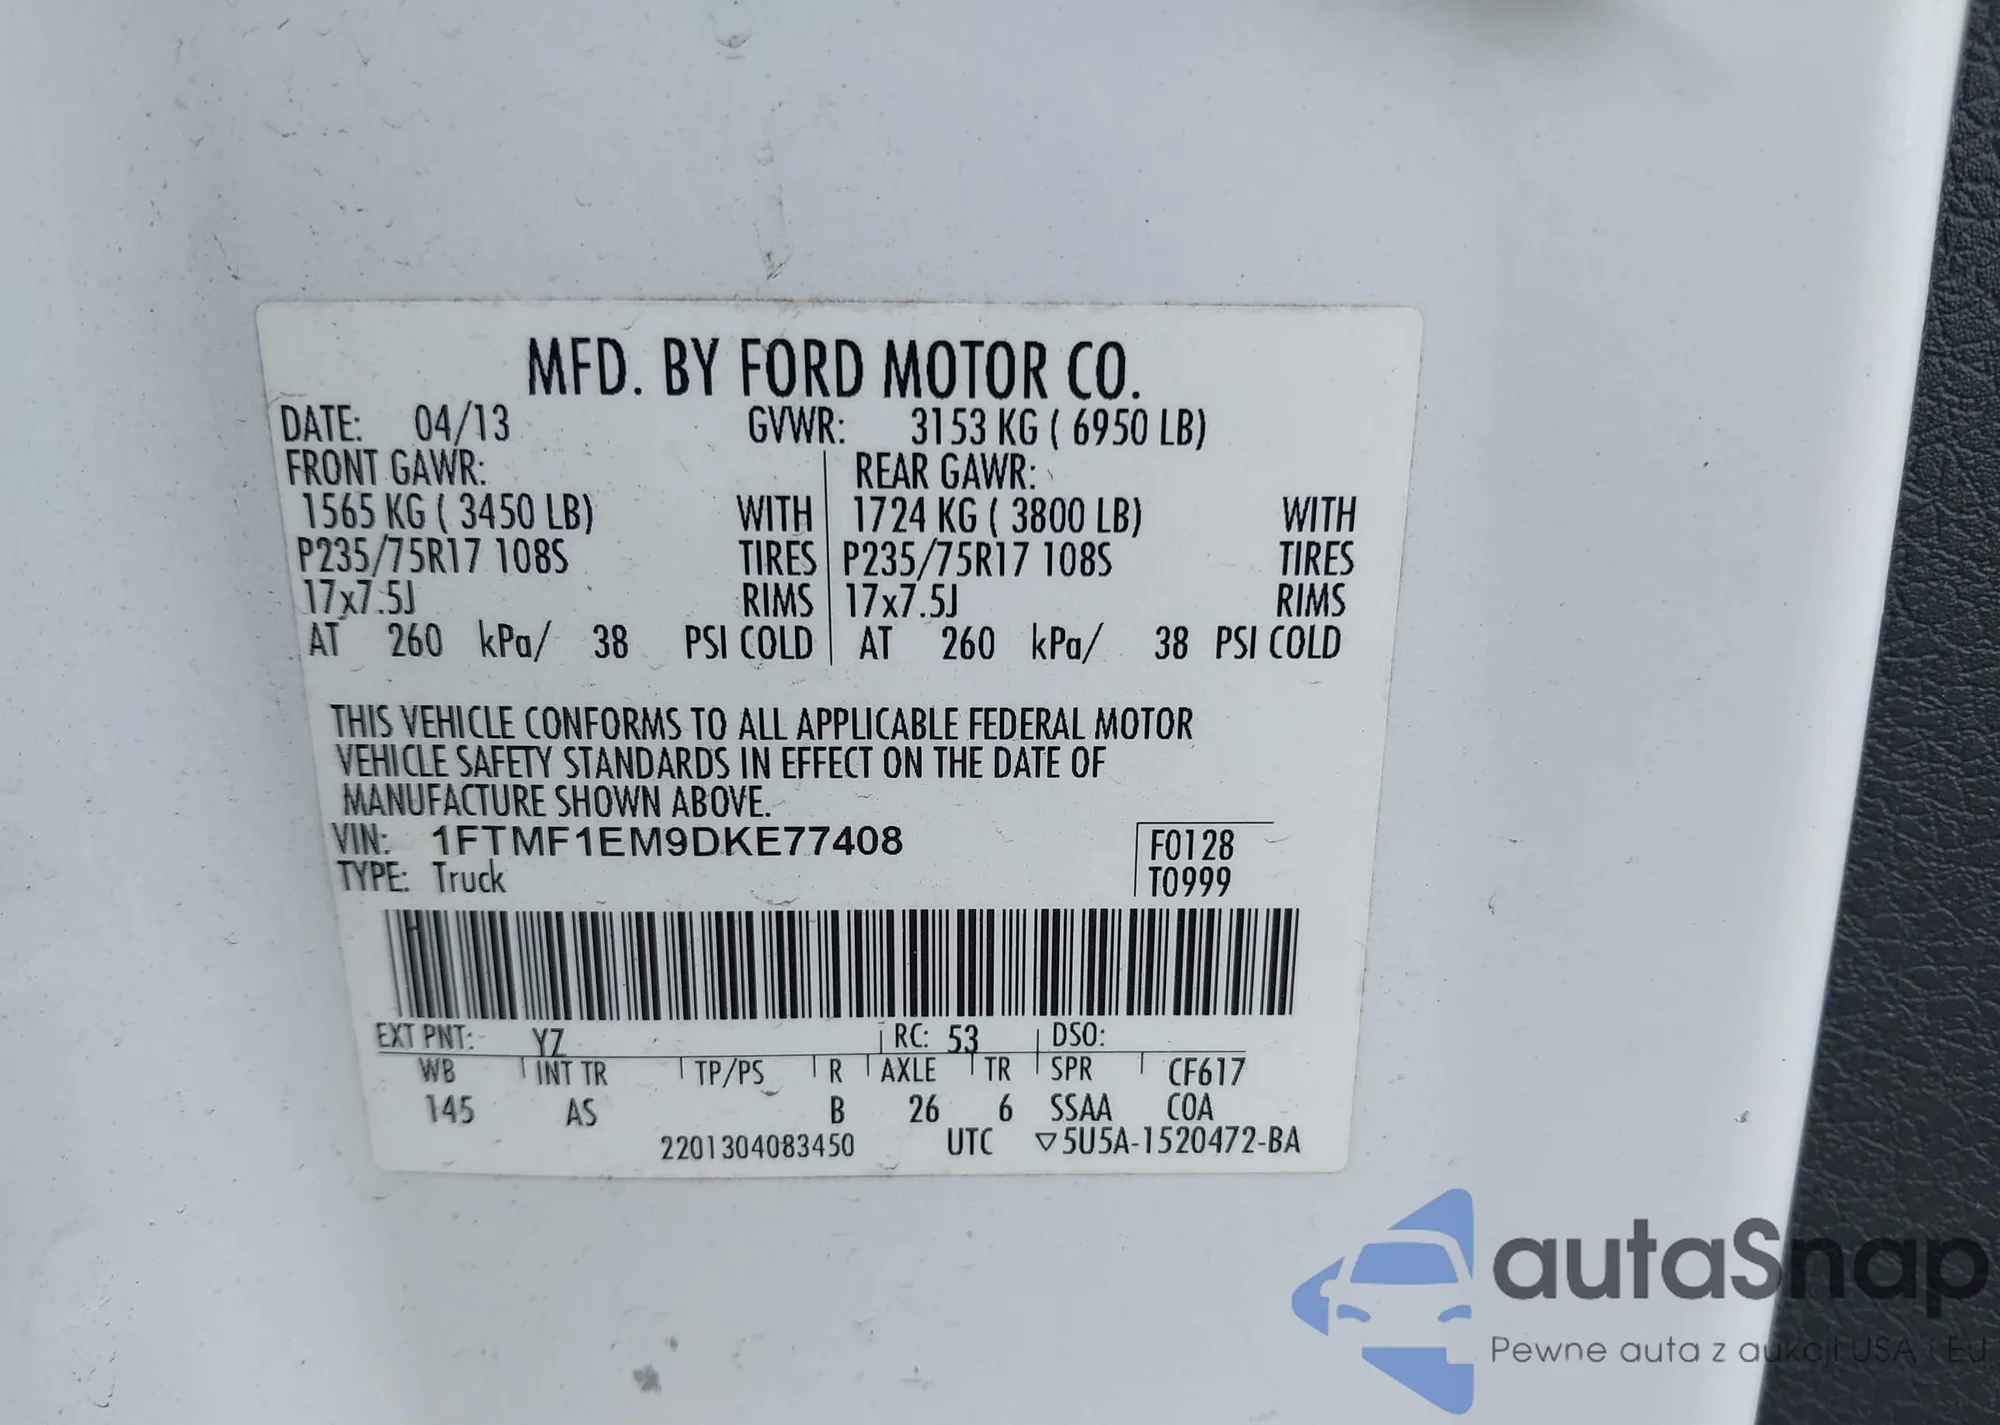 MFD. BY FORD MOTOR CO.
DATE: 04/13 GVWR: 3153 KG ( 6950 LB)
FRONT GAWR: REAR GAWR:
1565 KG ( 3450 LB) WITH 1724 KG ( 3800 LB) WITH
P235/75R17 108S TIRES P235/75R17 108S TIRES
17x7.5J RIMS 17x7.5J RIMS
AT 260 kPa/ 38 PSI COLD AT 260 kPa/ 38 PSI COLD
THIS VEHICLE CONFORMS TO ALL APPLICABLE FEDERAL MOTOR
VEHICLE SAFETY STANDARDS IN EFFECT ON THE DATE OF
MANUFACTURE SHOWN ABOVE.
VIN: 1FTMF1EM9DKE77408 F0128
TYPE: Truck T0999
EXT PNT: YZ RC: 53 DSO:
WB INT TR TP/PS R AXLE TR SPR CF617
145 AS B 26 6 SSAA COA
2201304083450 UTC ▽5U5A-1520472-BA
autaSnap
Pewne auta z aukcji USA i EU